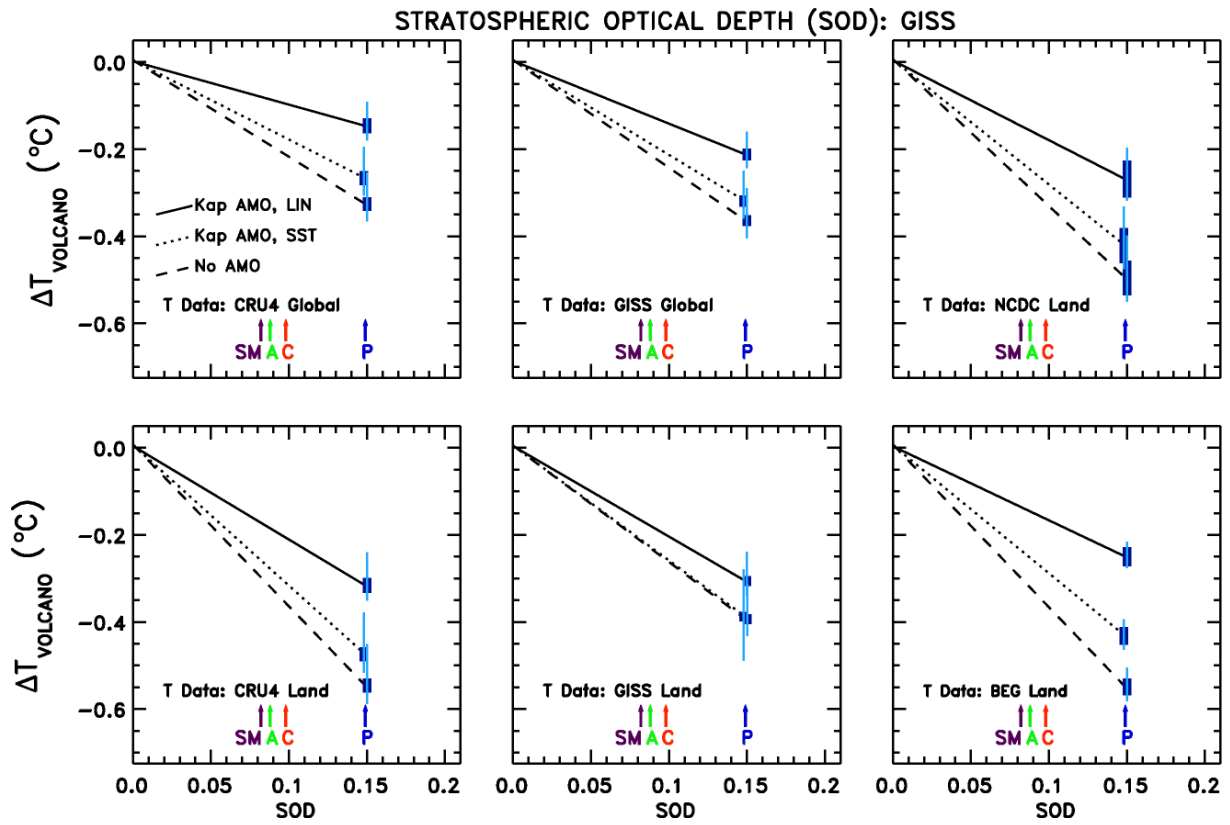 STRATOSPHERIC OPTICAL DEPTH (SOD): GISS
ΔT_VOLCANO (°C)
0.0
-0.2
-0.4
-0.6
Kap AMO, LIN
Kap AMO, SST
No AMO
T Data: CRU4 Global
SM A C P
T Data: GISS Global
SM A C P
T Data: NCDC Land
SM A C P
ΔT_VOLCANO (°C)
0.0
-0.2
-0.4
-0.6
T Data: CRU4 Land
SM A C P
0.00 0.05 0.10 0.15 0.2
SOD
T Data: GISS Land
SM A C P
0.00 0.05 0.10 0.15 0.2
SOD
T Data: BEG Land
SM A C P
0.00 0.05 0.10 0.15 0.2
SOD